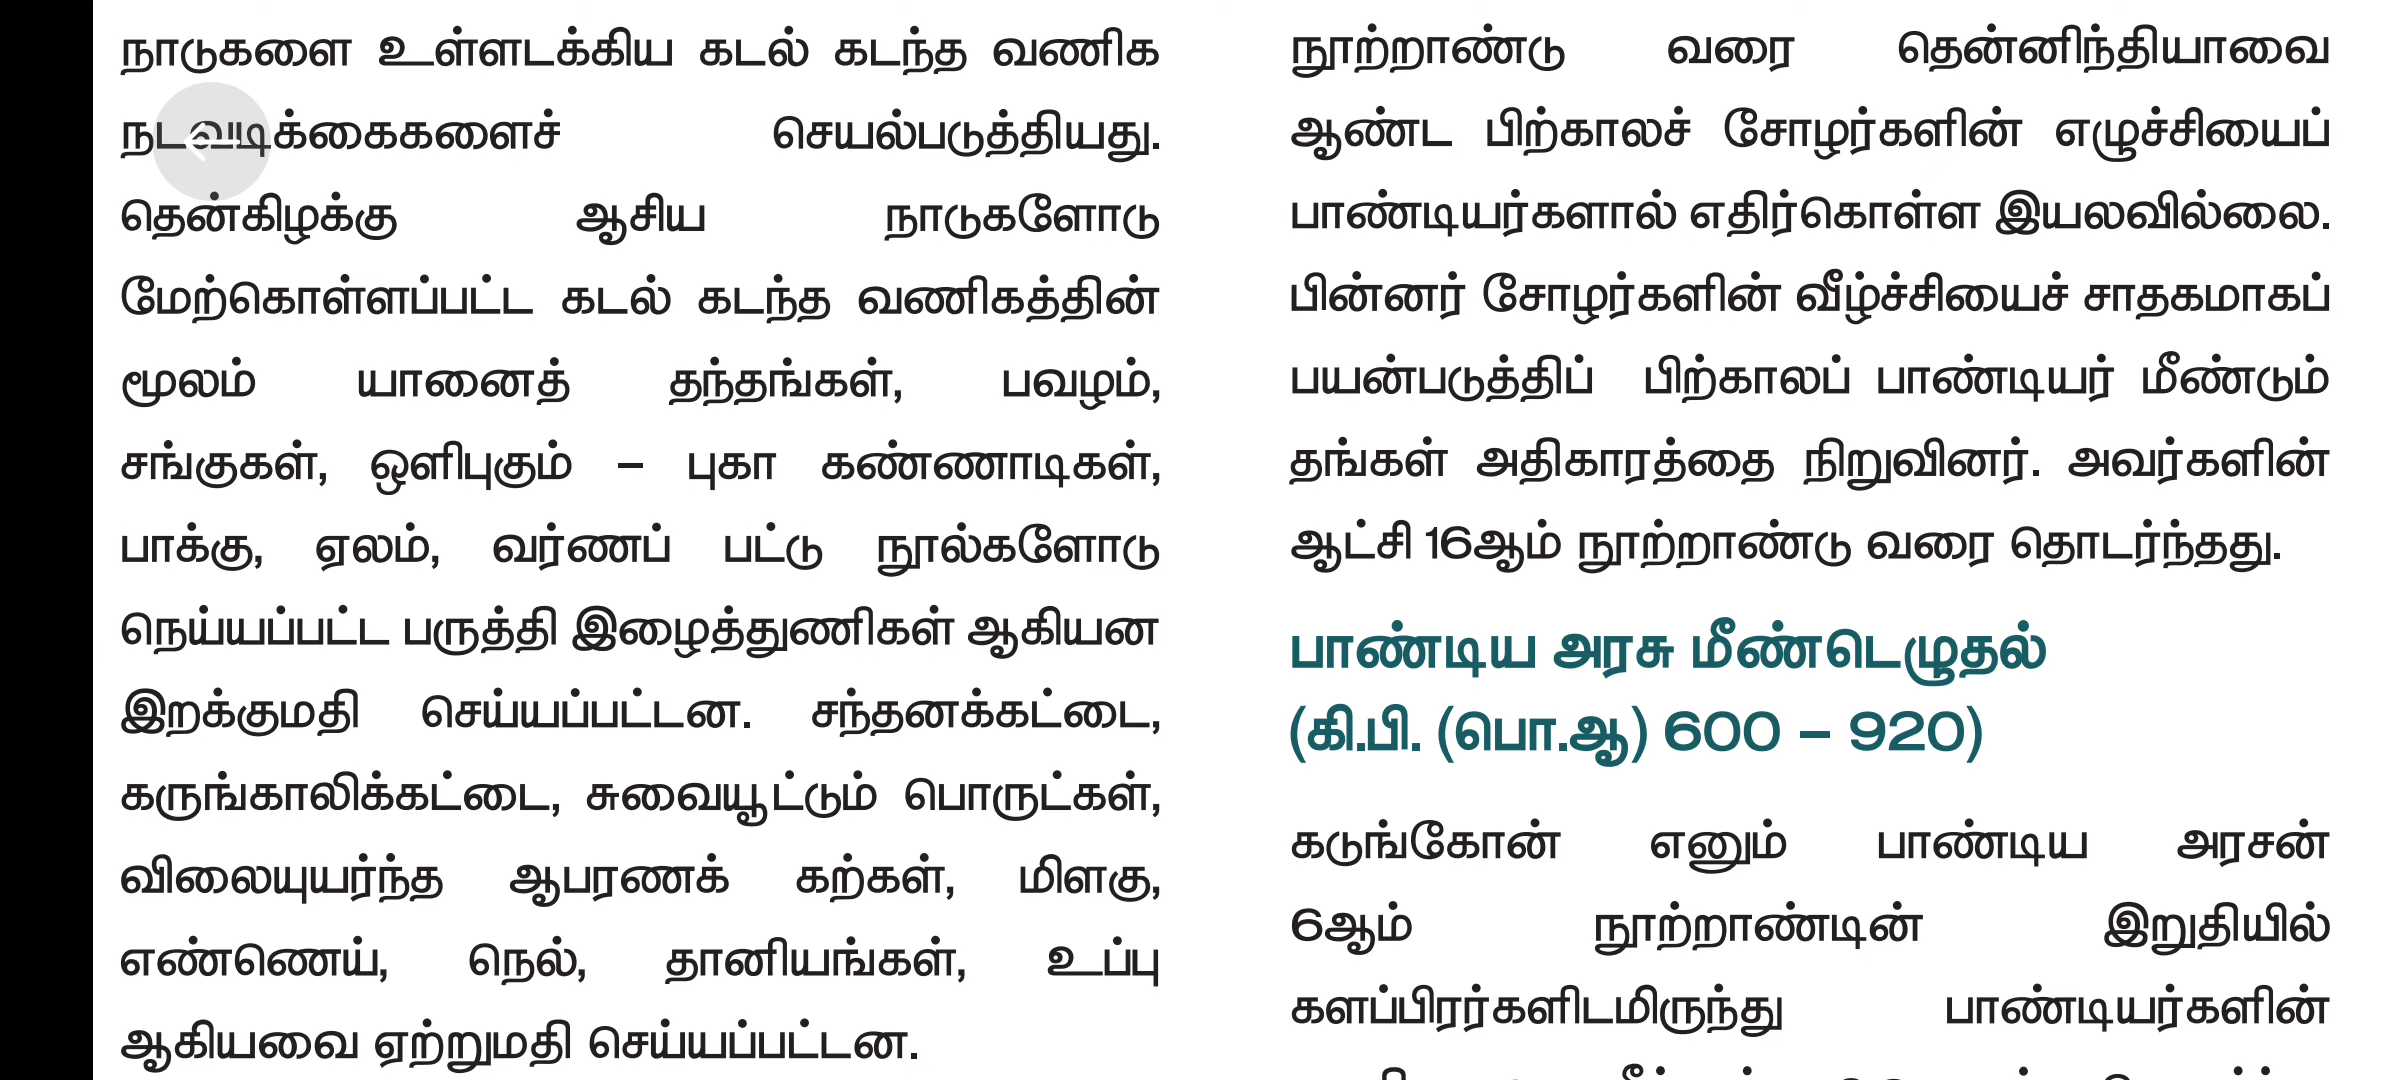 நாடுகளை உள்ளடக்கிய கடல் கடந்த வணிக
நடவடிக்கைகளைச் செயல்படுத்தியது.
தென்கிழக்கு ஆசிய நாடுகளோடு
மேற்கொள்ளப்பட்ட கடல் கடந்த வணிகத்தின்
மூலம் யானைத் தந்தங்கள், பவழம்,
சங்குகள், ஒளிபுகும் – புகா கண்ணாடிகள்,
பாக்கு, ஏலம், வர்ணப் பட்டு நூல்களோடு
நெய்யப்பட்ட பருத்தி இழைத்துணிகள் ஆகியன
இறக்குமதி செய்யப்பட்டன. சந்தனக்கட்டை,
கருங்காலிக்கட்டை, சுவையூட்டும் பொருட்கள்,
விலையுயர்ந்த ஆபரணக் கற்கள், மிளகு,
எண்ணெய், நெல், தானியங்கள், உப்பு
ஆகியவை ஏற்றுமதி செய்யப்பட்டன.
நூற்றாண்டு வரை தென்னிந்தியாவை
ஆண்ட பிற்காலச் சோழர்களின் எழுச்சியைப்
பாண்டியர்களால் எதிர்கொள்ள இயலவில்லை.
பின்னர் சோழர்களின் வீழ்ச்சியைச் சாதகமாகப்
பயன்படுத்திப் பிற்காலப் பாண்டியர் மீண்டும்
தங்கள் அதிகாரத்தை நிறுவினர். அவர்களின்
ஆட்சி 16ஆம் நூற்றாண்டு வரை தொடர்ந்தது.
பாண்டிய அரசு மீண்டெழுதல்
(கி.பி. (பொ.ஆ) 600 – 920)
கடுங்கோன் எனும் பாண்டிய அரசன்
6ஆம் நூற்றாண்டின் இறுதியில்
களப்பிரர்களிடமிருந்து பாண்டியர்களின்